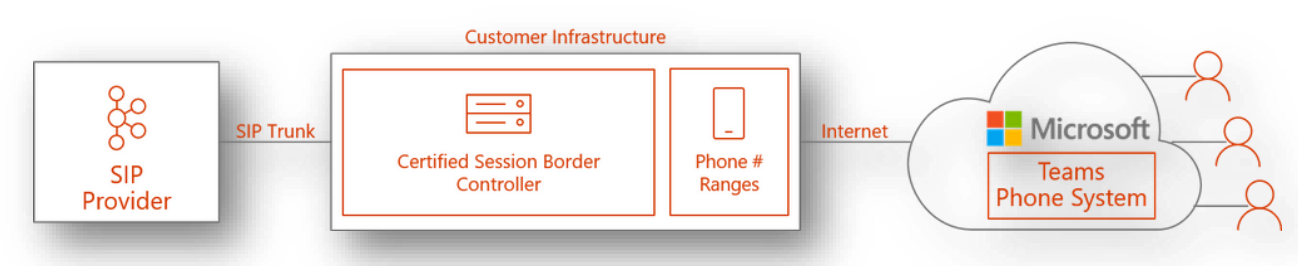 Customer Infrastructure
SIP
Provider
SIP Trunk
Certified Session Border
Controller
Phone #
Ranges
Internet
Microsoft
Teams
Phone System